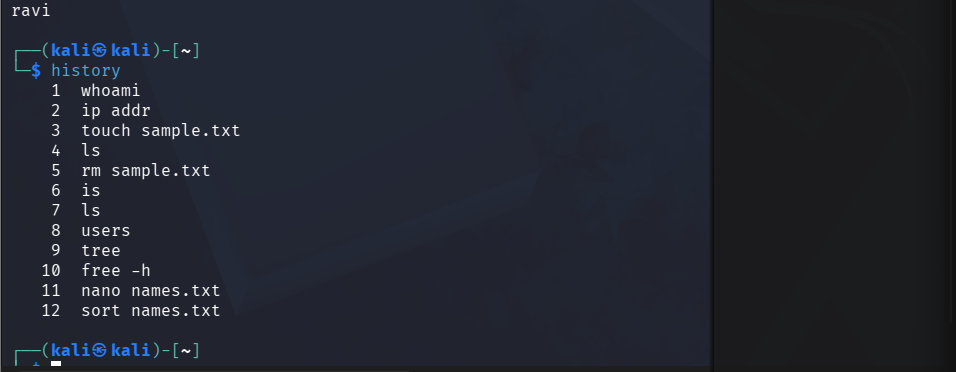 ravi
┌──(kali㉿kali)-[~]
└─$ history
1 whoami
2 ip addr
3 touch sample.txt
4 ls
5 rm sample.txt
6 is
7 ls
8 users
9 tree
10 free -h
11 nano names.txt
12 sort names.txt
┌──(kali㉿kali)-[~]
└─$